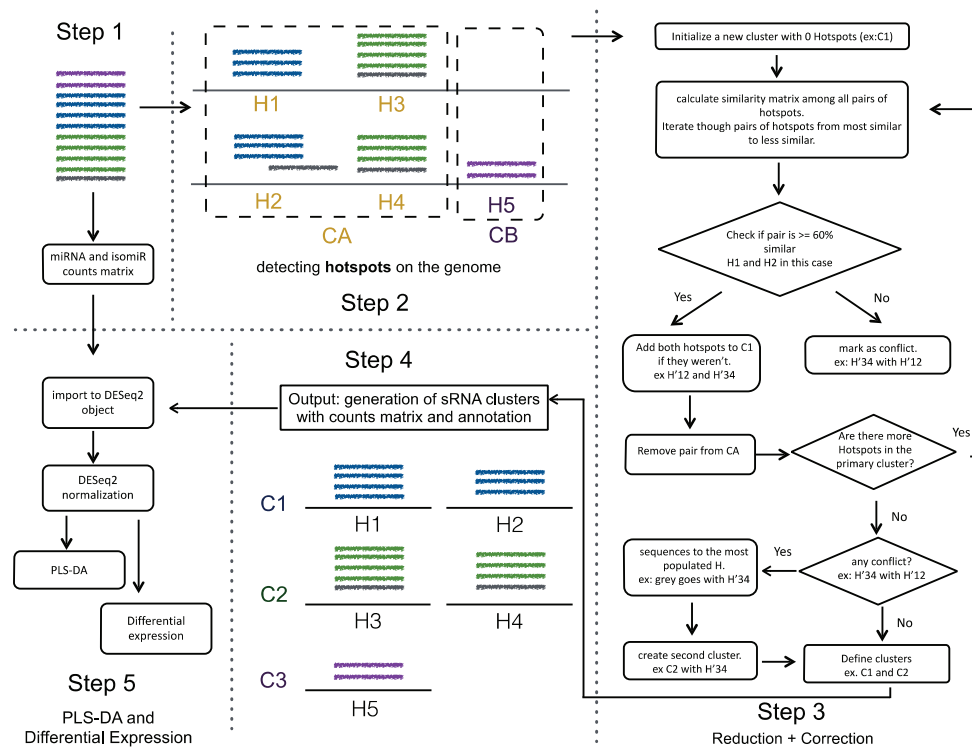 Step 1
miRNA and isomiR
counts matrix
H1
H3
H2
H4
H5
CA
CB
detecting hotspots on the genome
Step 2
Initialize a new cluster with 0 Hotspots (ex:C1)
calculate similarity matrix among all pairs of
hotspots.
Iterate though pairs of hotspots from most similar
to less similar.
Check if pair is >= 60%
similar
H1 and H2 in this case
Yes
No
Add both hotspots to C1
if they weren't.
ex H'12 and H'34
mark as conflict.
ex: H'34 with H'12
Remove pair from CA
Are there more
Hotspots in the
primary cluster?
Yes
No
any conflict?
ex: H'34 with H'12
Yes
sequences to the most
populated H.
ex: grey goes with H'34
No
create second cluster.
ex C2 with H'34
Define clusters
ex. C1 and C2
Step 3
Reduction + Correction
Step 4
Output: generation of sRNA clusters
with counts matrix and annotation
C1
H1
H2
C2
H3
H4
C3
H5
import to DESeq2
object
DESeq2
normalization
PLS-DA
Differential
expression
Step 5
PLS-DA and
Differential Expression